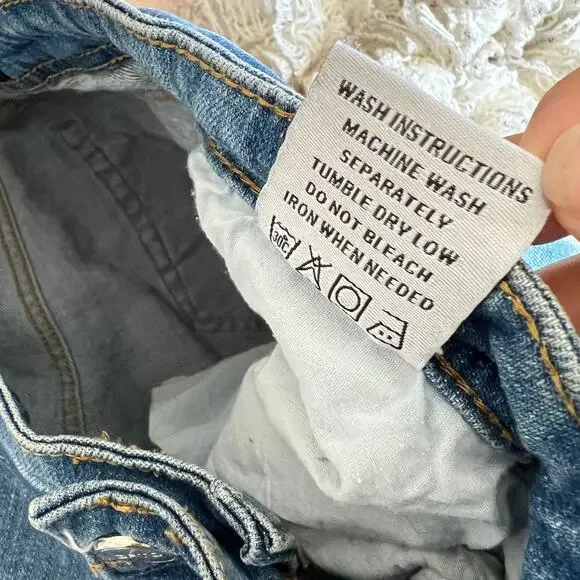 WASH INSTRUCTIONS
MACHINE WASH
SEPARATELY
TUMBLE DRY LOW
DO NOT BLEACH
IRON WHEN NEEDED
30°C